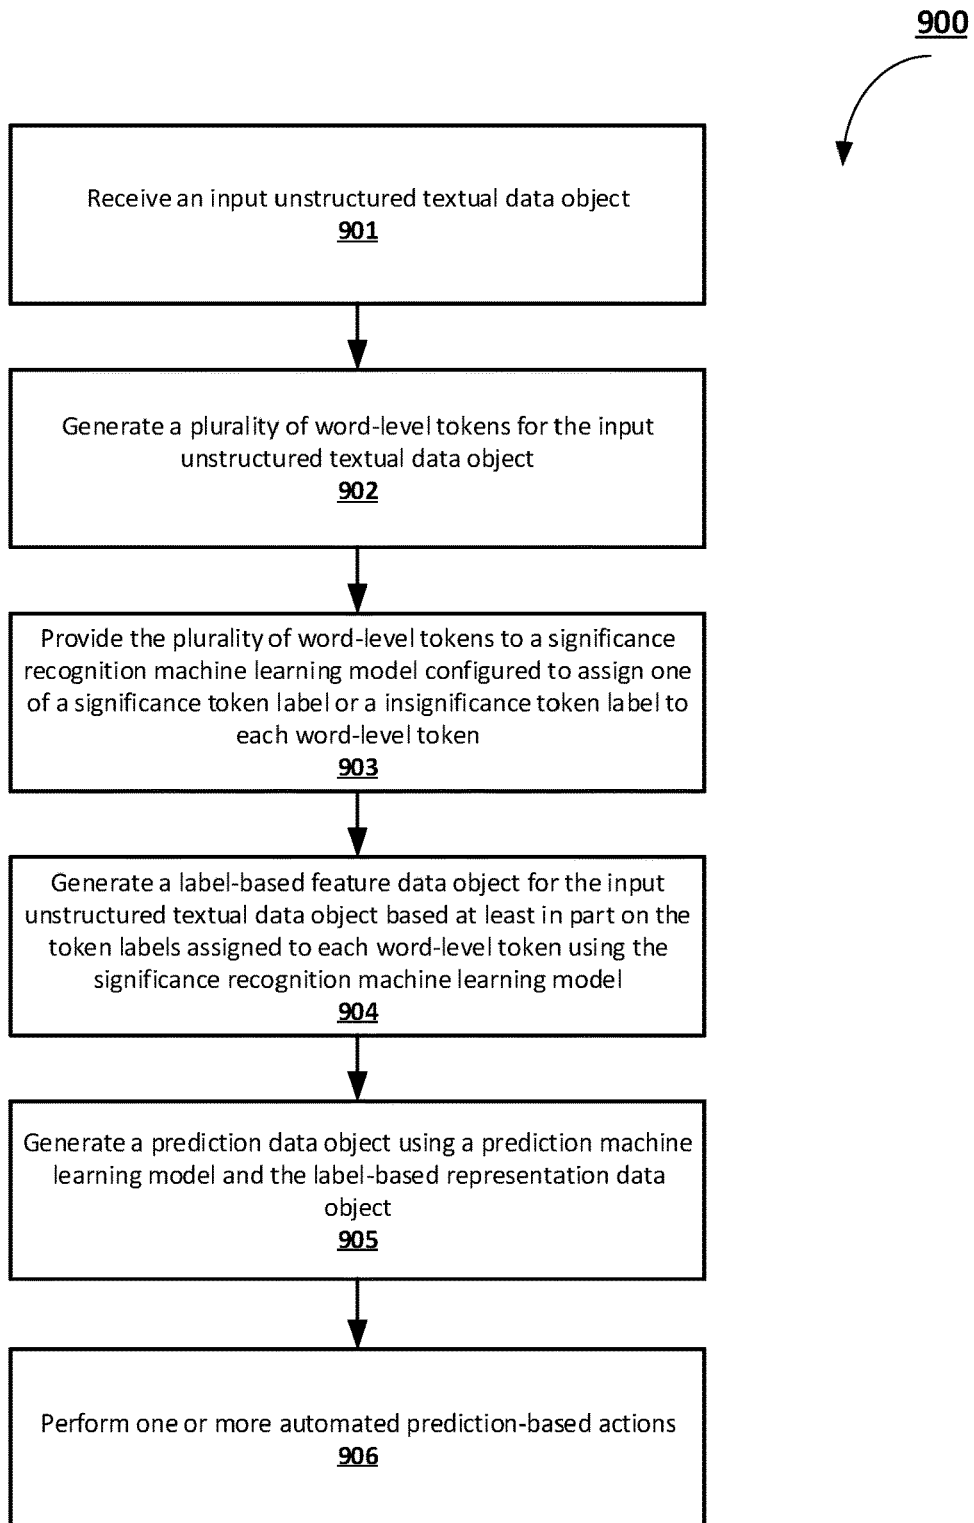 900
Receive an input unstructured textual data object
901
Generate a plurality of word-level tokens for the input
unstructured textual data object
902
Provide the plurality of word-level tokens to a significance
recognition machine learning model configured to assign one
of a significance token label or a insignificance token label to
each word-level token
903
Generate a label-based feature data object for the input
unstructured textual data object based at least in part on the
token labels assigned to each word-level token using the
significance recognition machine learning model
904
Generate a prediction data object using a prediction machine
learning model and the label-based representation data
object
905
Perform one or more automated prediction-based actions
906